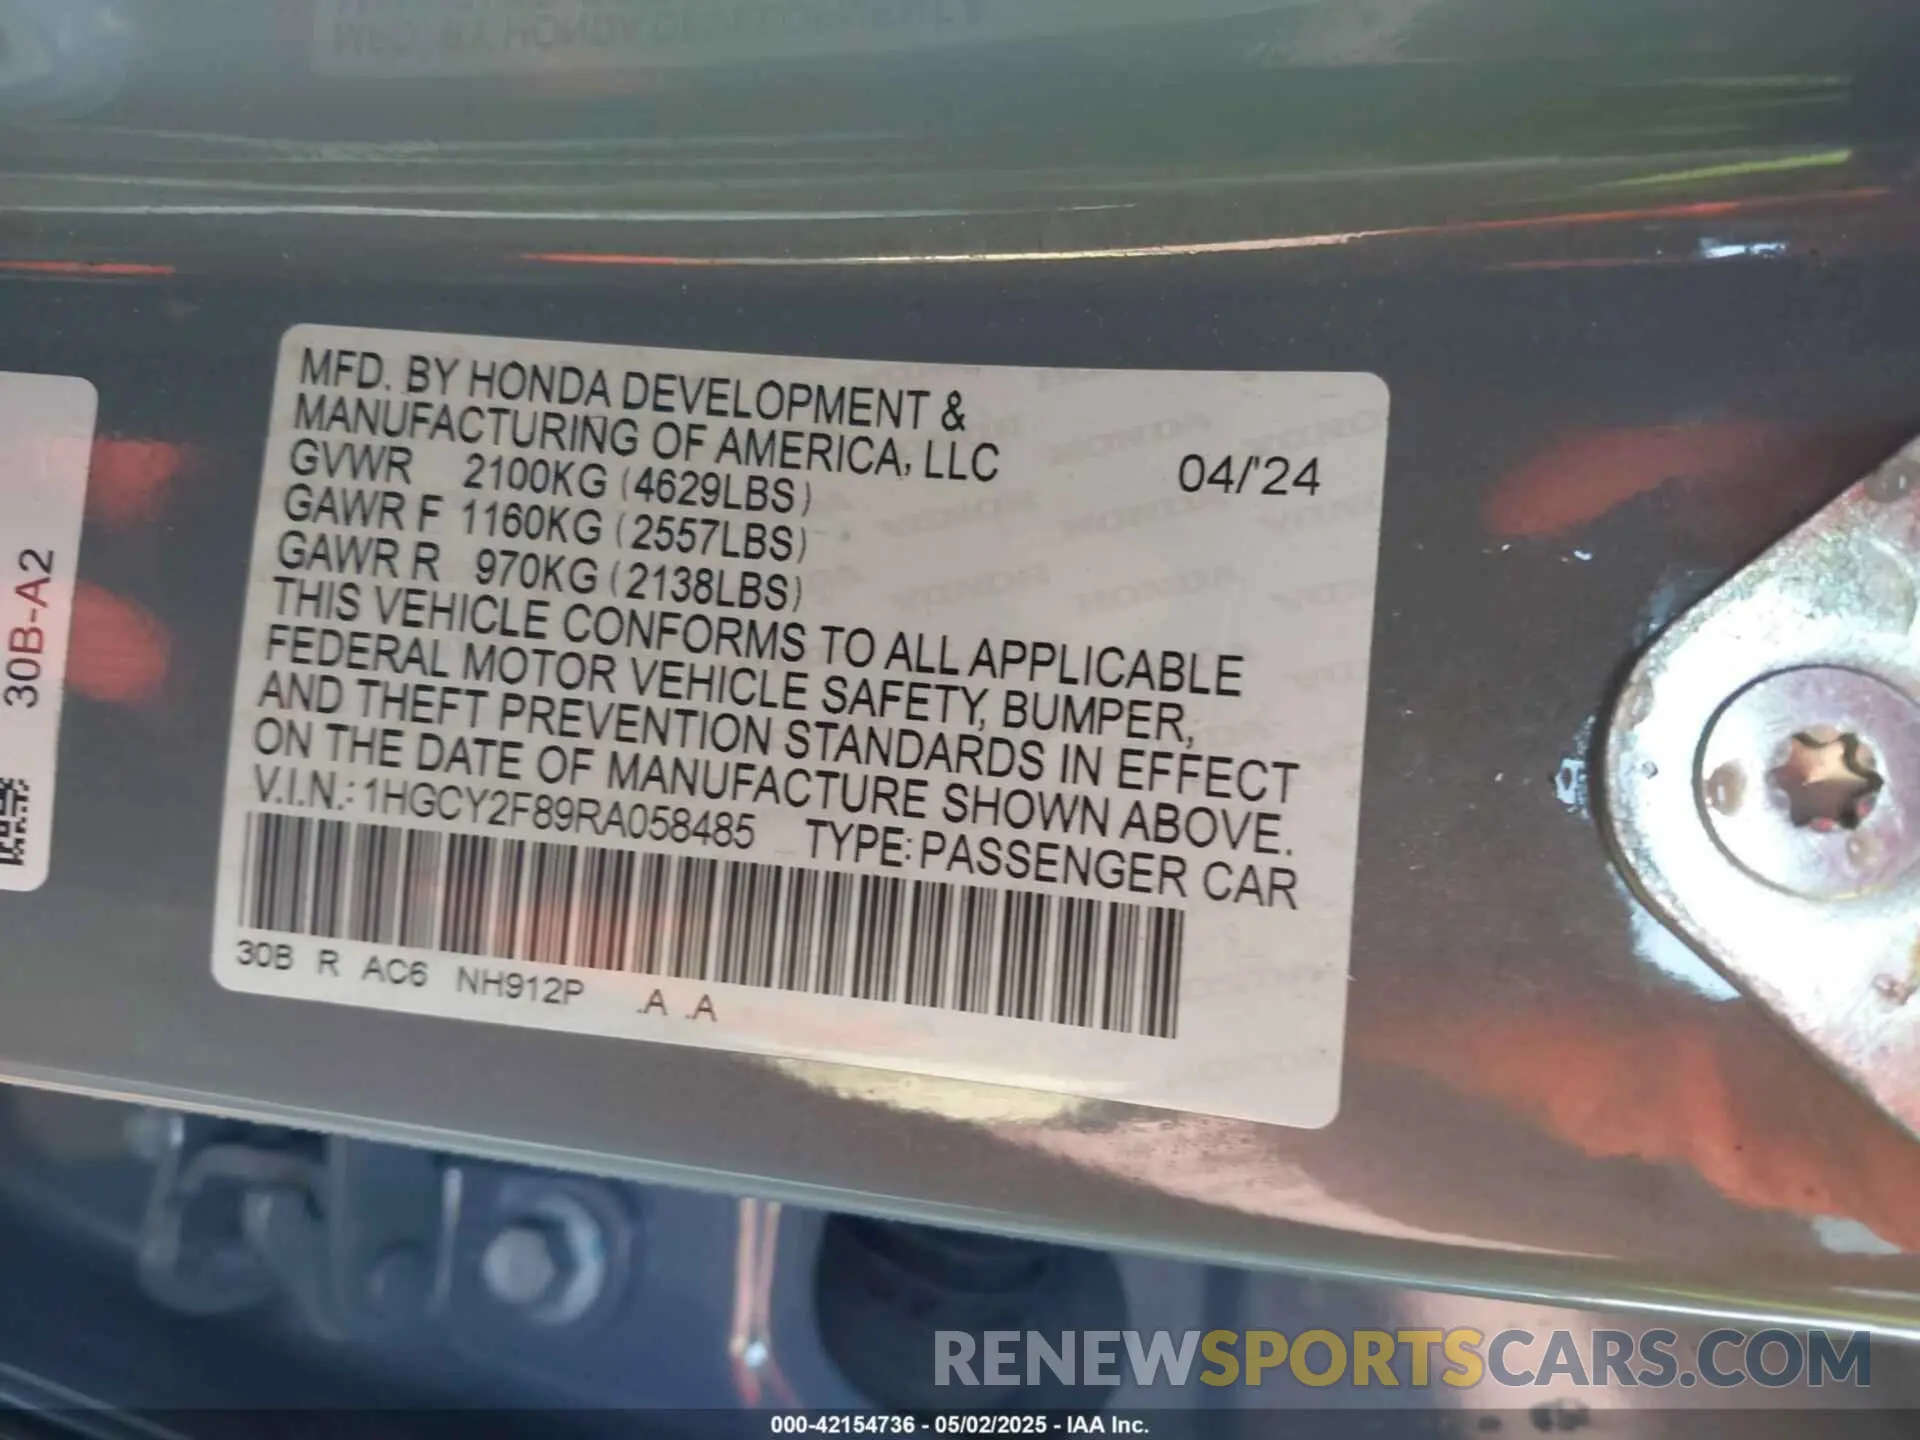 MFD. BY HONDA DEVELOPMENT &
MANUFACTURING OF AMERICA, LLC
GVWR 2100KG (4629LBS) 04/'24
GAWR F 1160KG (2557LBS)
GAWR R 970KG (2138LBS)
THIS VEHICLE CONFORMS TO ALL APPLICABLE
FEDERAL MOTOR VEHICLE SAFETY, BUMPER,
AND THEFT PREVENTION STANDARDS IN EFFECT
ON THE DATE OF MANUFACTURE SHOWN ABOVE.
V.I.N.: 1HGCY2F89RA058485 TYPE: PASSENGER CAR
30B R AC6 NH912P .A .A
30B-A2
RENEWSPORTSCARS.COM
000-42154736 - 05/02/2025 - IAA Inc.